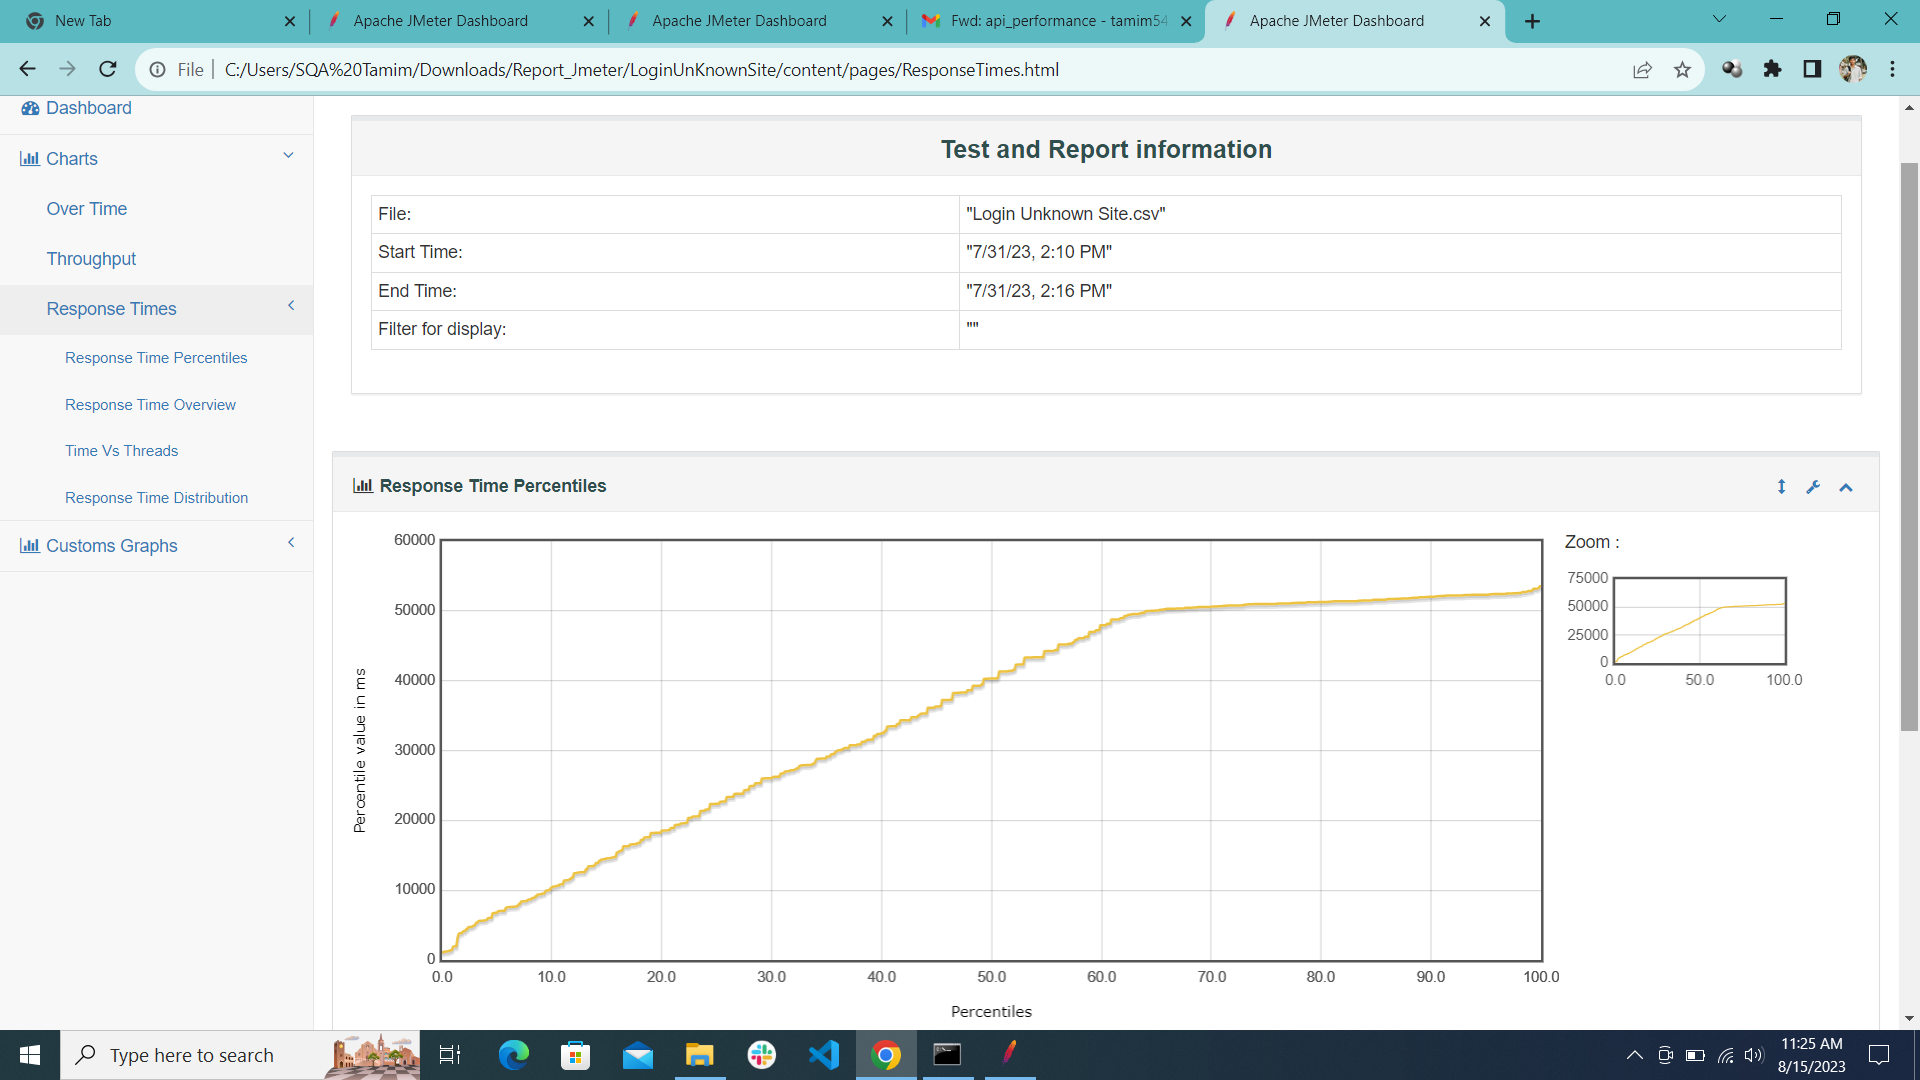 New Tab
Apache JMeter Dashboard
Apache JMeter Dashboard
Fwd: api_performance - tamim54
Apache JMeter Dashboard
File
C:/Users/SQA%20Tamim/Downloads/Report_Jmeter/LoginUnKnownSite/content/pages/ResponseTimes.html
Dashboard
Charts
Over Time
Throughput
Response Times
Response Time Percentiles
Response Time Overview
Time Vs Threads
Response Time Distribution
Customs Graphs
Test and Report information
File: "Login Unknown Site.csv"
Start Time: "7/31/23, 2:10 PM"
End Time: "7/31/23, 2:16 PM"
Filter for display: ""
Response Time Percentiles
60000
50000
40000
30000
20000
10000
0
Percentile value in ms
0.0 10.0 20.0 30.0 40.0 50.0 60.0 70.0 80.0 90.0 100.0
Percentiles
Zoom :
75000
50000
25000
0
0.0 50.0 100.0
Type here to search
11:25 AM
8/15/2023